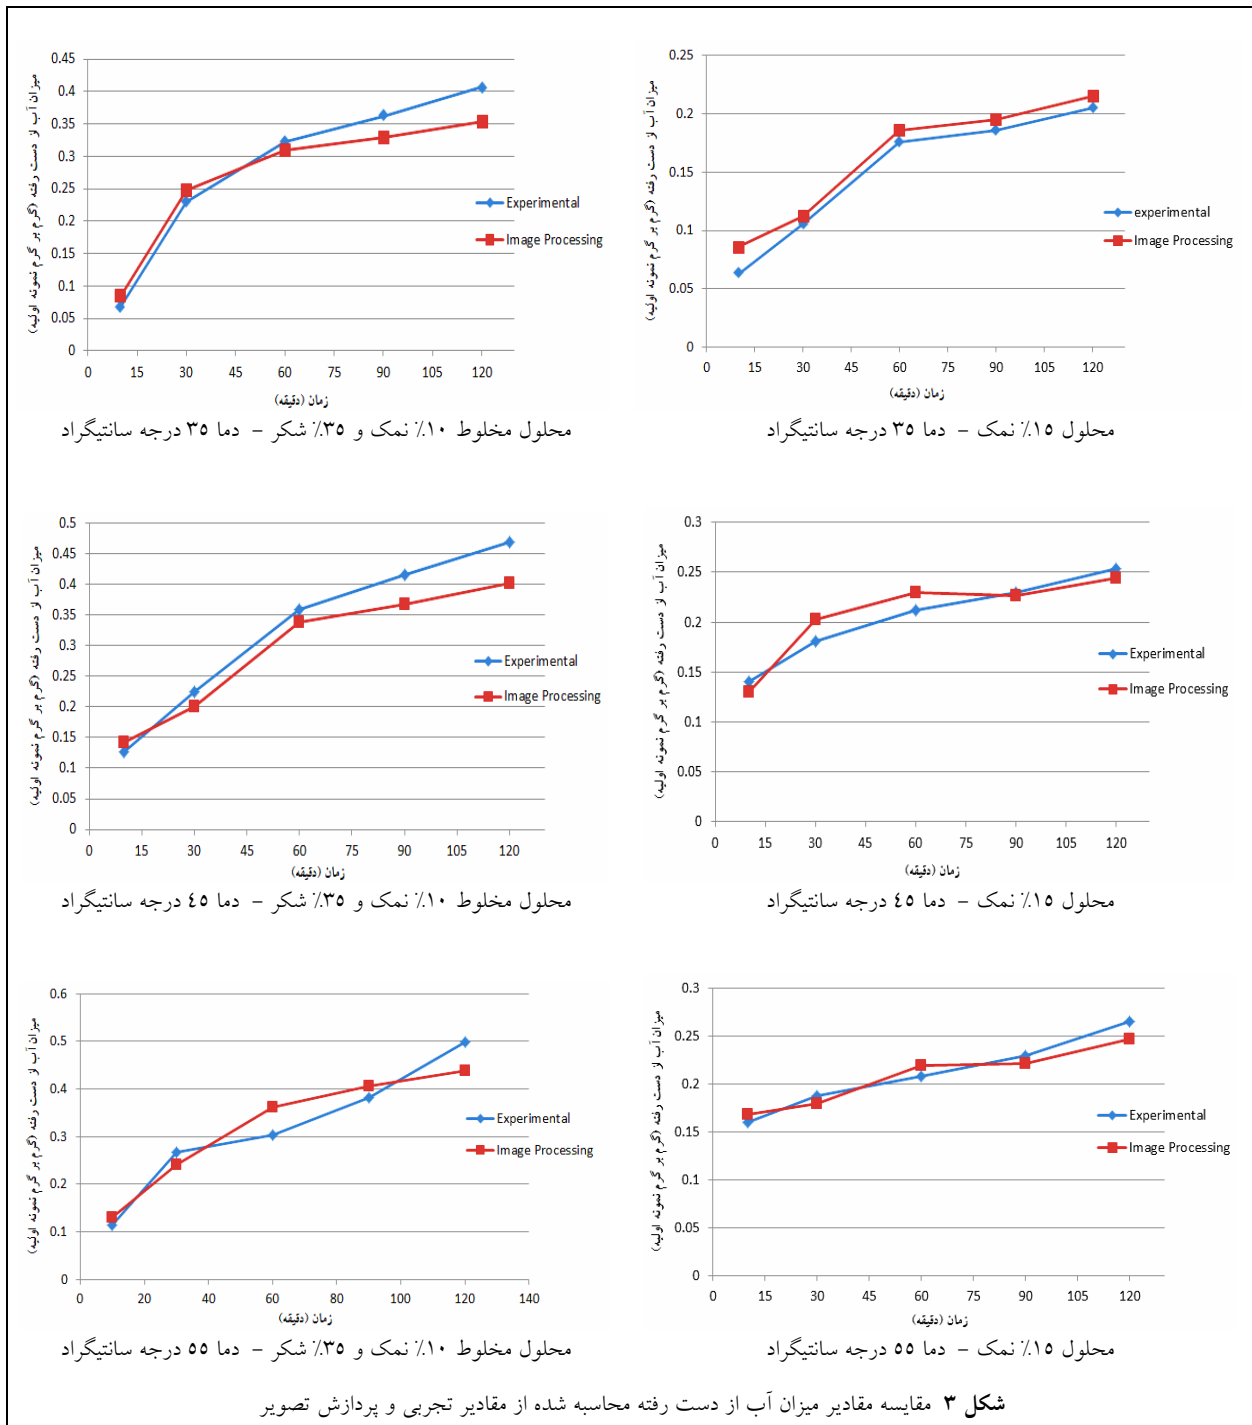 0.45
0.4
0.35
0.3
0.25
0.2
0.15
0.1
0.05
0
0 15 30 45 60 75 90 105 120
میزان آب از دست رفته (گرم بر گرم نمونه اولیه)
زمان (دقیقه)
Experimental
Image Processing
محلول مخلوط ۱۰٪ نمک و ۳۵٪ شکر – دما ۳۵ درجه سانتیگراد
0.25
0.2
0.15
0.1
0.05
0
0 15 30 45 60 75 90 105 120
میزان آب از دست رفته (گرم بر گرم نمونه اولیه)
زمان (دقیقه)
experimental
Image Processing
محلول ۱۵٪ نمک – دما ۳۵ درجه سانتیگراد
0.5
0.45
0.4
0.35
0.3
0.25
0.2
0.15
0.1
0.05
0
0 15 30 45 60 75 90 105 120
میزان آب از دست رفته (گرم بر گرم نمونه اولیه)
زمان (دقیقه)
Experimental
Image Processing
محلول مخلوط ۱۰٪ نمک و ۳۵٪ شکر – دما ٤٥ درجه سانتیگراد
0.3
0.25
0.2
0.15
0.1
0.05
0
0 15 30 45 60 75 90 105 120
میزان آب از دست رفته (گرم بر گرم نمونه اولیه)
زمان (دقیقه)
Experimental
Image Processing
محلول ۱۵٪ نمک – دما ٤٥ درجه سانتیگراد
0.6
0.5
0.4
0.3
0.2
0.1
0
0 20 40 60 80 100 120 140
میزان آب از دست رفته (گرم بر گرم نمونه اولیه)
زمان (دقیقه)
Experimental
Image Processing
محلول مخلوط ۱۰٪ نمک و ۳۵٪ شکر – دما ۵۵ درجه سانتیگراد
0.3
0.25
0.2
0.15
0.1
0.05
0
0 15 30 45 60 75 90 105 120
میزان آب از دست رفته (گرم بر گرم نمونه اولیه)
زمان (دقیقه)
Experimental
Image Processing
محلول ۱۵٪ نمک – دما ۵۵ درجه سانتیگراد
شکل ۳ مقایسه مقادیر میزان آب از دست رفته محاسبه شده از مقادیر تجربی و پردازش تصویر